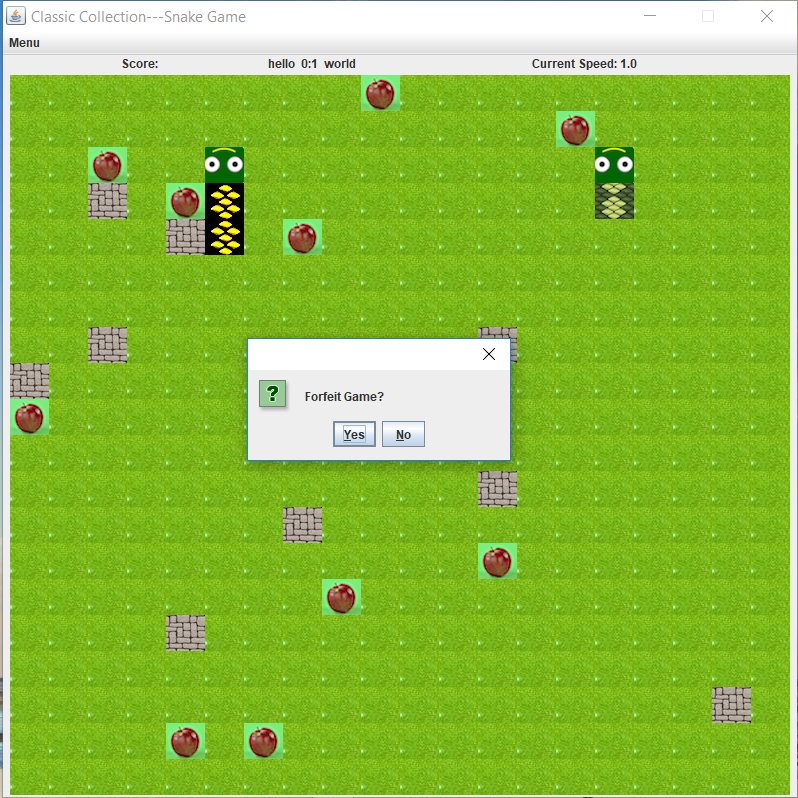 Classic Collection---Snake Game
Menu
Score: hello 0:1 world Current Speed: 1.0
?
Forfeit Game?
Yes No